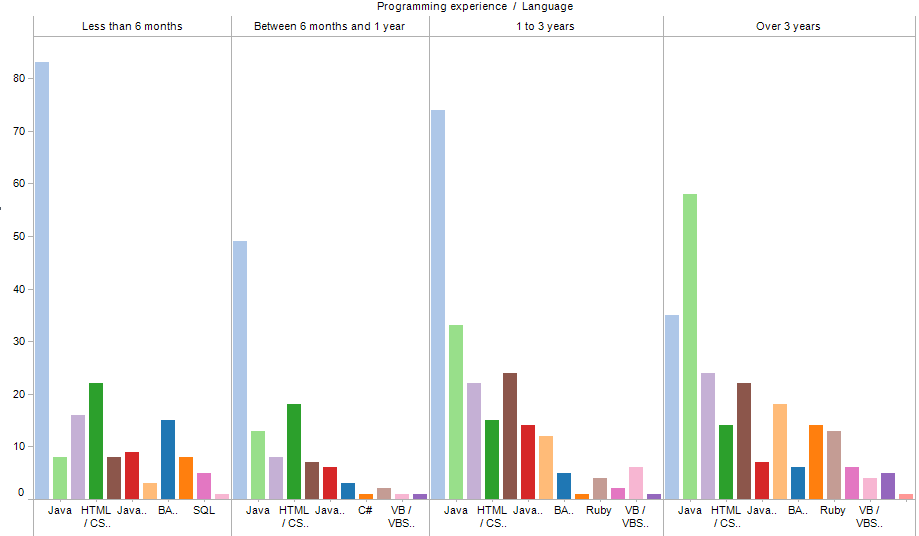 Programming experience / Language
Less than 6 months
Between 6 months and 1 year
1 to 3 years
Over 3 years
80
70
60
50
40
30
20
10
0
Java HTML / CS.. Java.. BA.. SQL
Java HTML / CS.. Java.. C# VB / VBS..
Java HTML / CS.. Java.. BA.. Ruby VB / VBS..
Java HTML / CS.. Java.. BA.. Ruby VB / VBS..